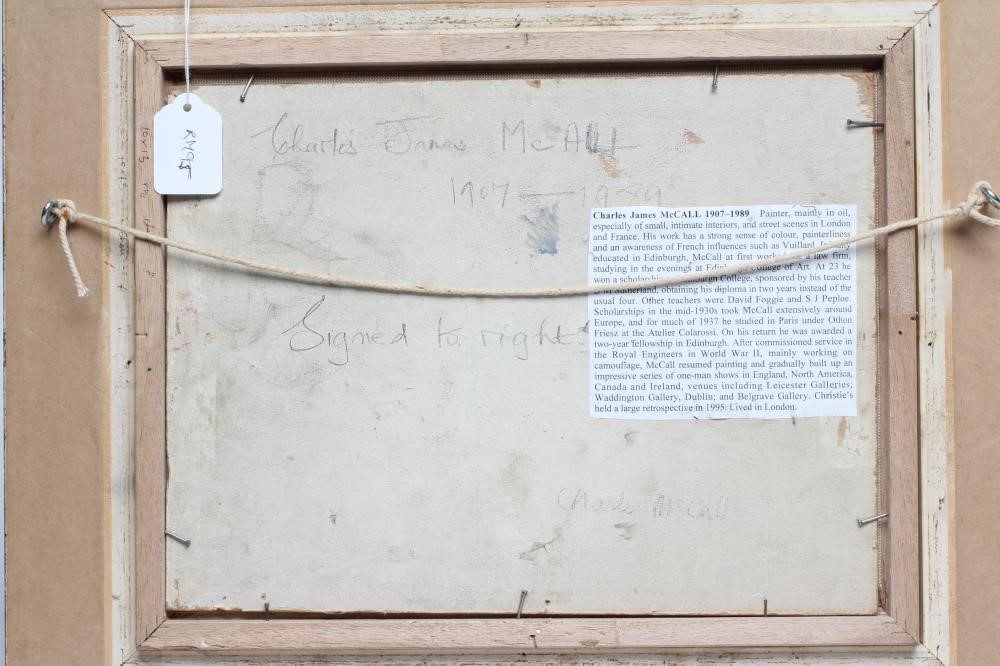 Charles James McCALL
1907 — 1989
RM95
Charles James McCALL 1907–1989 Painter, mainly in oil,
especially of small, intimate interiors, and street scenes in London
and France. His work has a strong sense of colour, painterliness
and an awareness of French influences such as Vuillard.
educated in Edinburgh, McCall at first a law firm,
studying in the evenings at College of Art. At 23 he
won a College, sponsored by his teacher
Sutherland, obtaining his diploma in two years instead of the
usual four. Other teachers were David Foggie and S J Peploe.
Scholarships in the mid-1930s took McCall extensively around
Europe, and for much of 1937 he studied in Paris under Othon
Friesz at the Atelier Colarossi. On his return he was awarded a
two-year fellowship in Edinburgh. After commissioned service in
the Royal Engineers in World War II, mainly working on
camouflage, McCall resumed painting and gradually built up an
impressive series of one-man shows in England, North America,
Canada and Ireland, venues including Leicester Galleries;
Waddington Gallery, Dublin; and Belgrave Gallery. Christie's
held a large retrospective in 1995. Lived in London.
Signed to right
Charles McCall